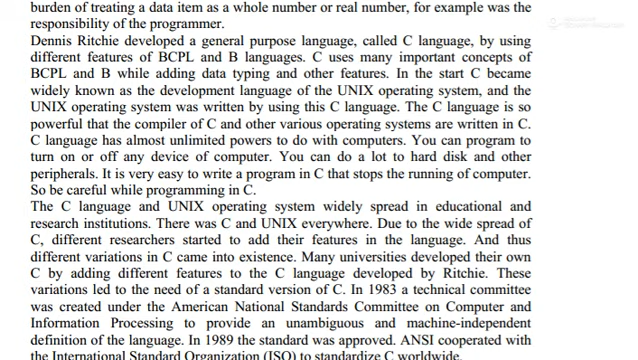 burden of treating a data item as a whole number or real number, for example was the
responsibility of the programmer.
Dennis Ritchie developed a general purpose language, called C language, by using
different features of BCPL and B languages. C uses many important concepts of
BCPL and B while adding data typing and other features. In the start C became
widely known as the development language of the UNIX operating system, and the
UNIX operating system was written by using this C language. The C language is so
powerful that the compiler of C and other various operating systems are written in C.
C language has almost unlimited powers to do with computers. You can program to
turn on or off any device of computer. You can do a lot to hard disk and other
peripherals. It is very easy to write a program in C that stops the running of computer.
So be careful while programming in C.
The C language and UNIX operating system widely spread in educational and
research institutions. There was C and UNIX everywhere. Due to the wide spread of
C, different researchers started to add their features in the language. And thus
different variations in C came into existence. Many universities developed their own
C by adding different features to the C language developed by Ritchie. These
variations led to the need of a standard version of C. In 1983 a technical committee
was created under the American National Standards Committee on Computer and
Information Processing to provide an unambiguous and machine-independent
definition of the language. In 1989 the standard was approved. ANSI cooperated with
the International Standard Organization (ISO) to standardize C worldwide.